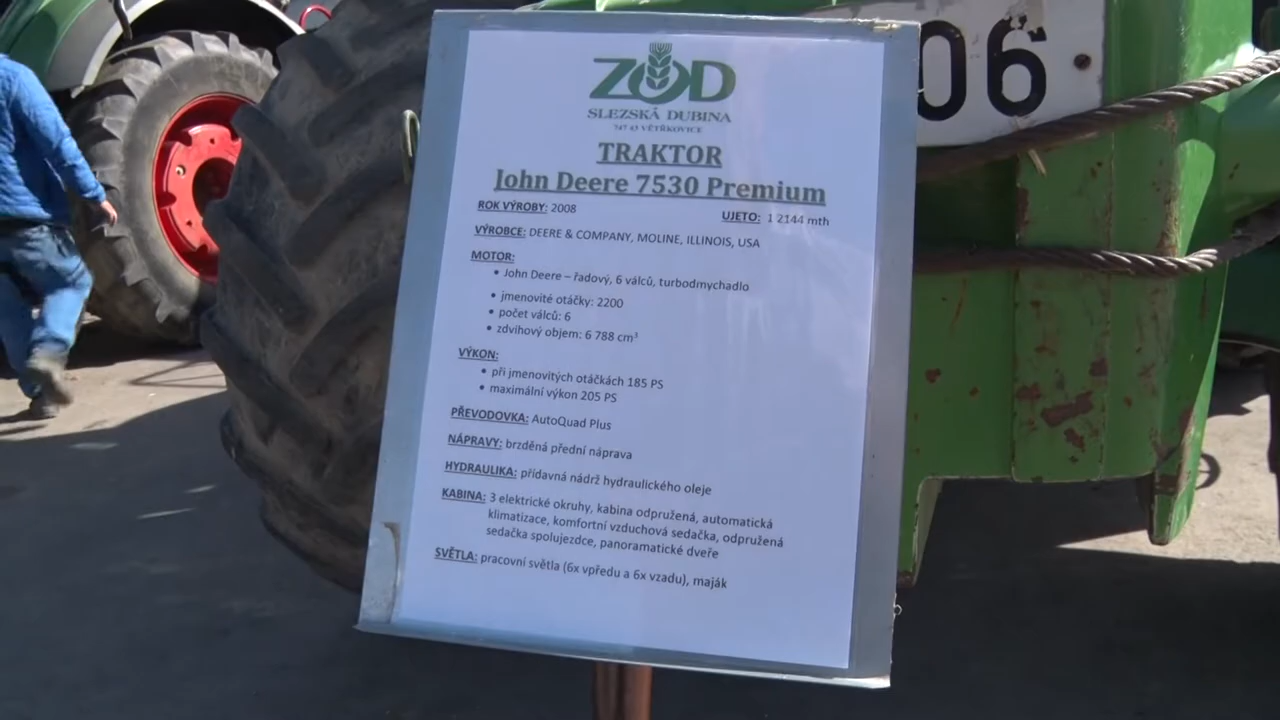 06
ZOD
SLEZSKÁ DUBINA
747 43 VĚTŘKOVICE
TRAKTOR
John Deere 7530 Premium
ROK VÝROBY: 2008
UJETO: 1 2144 mth
VÝROBCE: DEERE & COMPANY, MOLINE, ILLINOIS, USA
MOTOR:
• John Deere – řadový, 6 válců, turbodmychadlo
• jmenovité otáčky: 2200
• počet válců: 6
• zdvihový objem: 6 788 cm³
VÝKON:
• při jmenovitých otáčkách 185 PS
• maximální výkon 205 PS
PŘEVODOVKA: AutoQuad Plus
NÁPRAVY: brzděná přední náprava
HYDRAULIKA: přídavná nádrž hydraulického oleje
KABINA: 3 elektrické okruhy, kabina odpružená, automatická
klimatizace, komfortní vzduchová sedačka, odpružená
sedačka spolujezdce, panoramatické dveře
SVĚTLA: pracovní světla (6x vpředu a 6x vzadu), maják